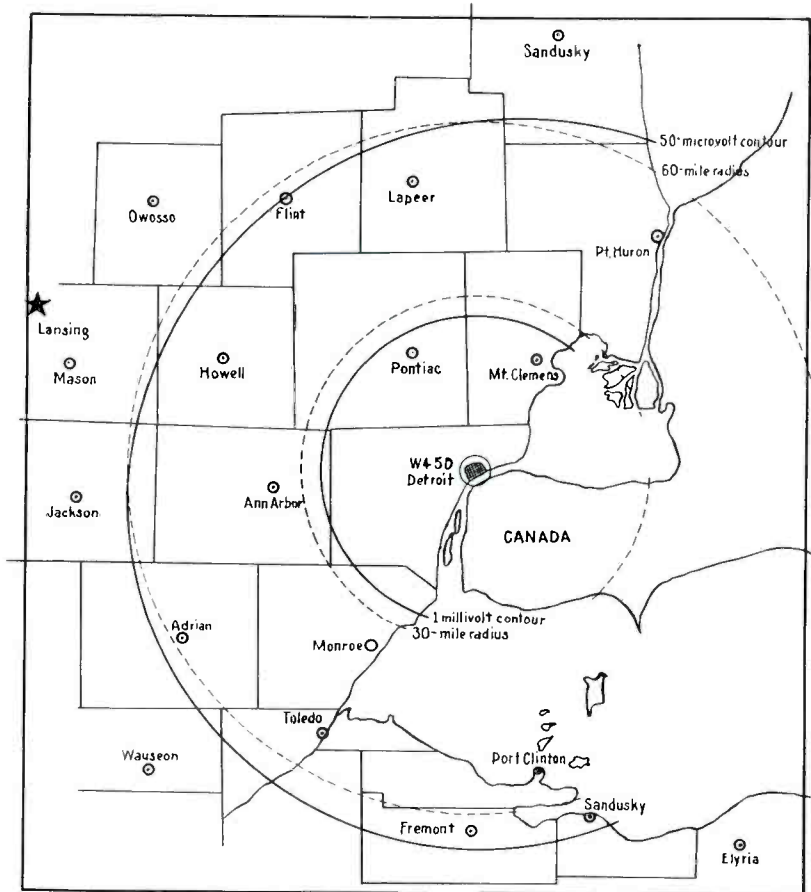 Sandusky
50-microvolt contour
60-mile radius
Owosso
Flint
Lapeer
Pt. Huron
Lansing
Mason
Howell
Pontiac
Mt. Clemens
W45D
Detroit
Jackson
Ann Arbor
CANADA
1 millivolt contour
30-mile radius
Adrian
Monroe
Toledo
Wauseon
Port Clinton
Sandusky
Fremont
Elyria